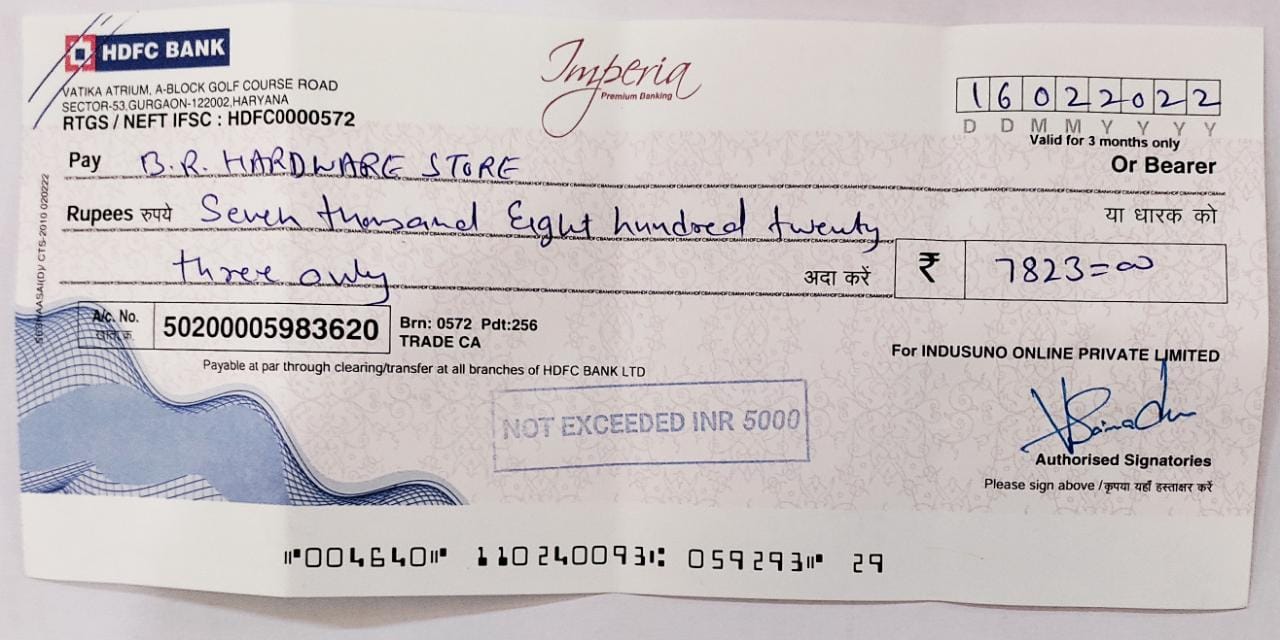 HDFC BANK
Imperia
Premium Banking
VATIKA ATRIUM, A-BLOCK GOLF COURSE ROAD
SECTOR-53,GURGAON-122002,HARYANA
RTGS / NEFT IFSC : HDFC0000572
16022022
D D M M Y Y Y Y
Valid for 3 months only
Pay B.R. HARDWARE STORE
Or Bearer
Rupees रुपये Seven thousand Eight hundred twenty
या धारक को
three only
अदा करें ₹ 7823=00
CTS-2010 020222
A/c. No.
50200005983620
Brn: 0572 Pdt:256
TRADE CA
For INDUSUNO ONLINE PRIVATE LIMITED
Payable at par through clearing/transfer at all branches of HDFC BANK LTD
NOT EXCEEDED INR 5000
Authorised Signatories
Please sign above /कृपया यहाँ हस्ताक्षर करें
⑈004640⑈ 110240093⑆ 059293⑈ 29